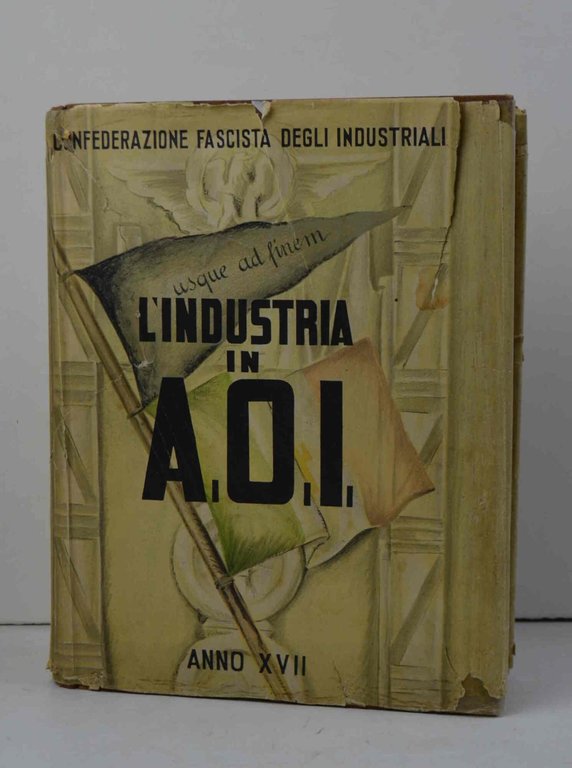 CONFEDERAZIONE FASCISTA DEGLI INDUSTRIALI
usque ad finem
L'INDUSTRIA
IN
A.O.I.
ANNO XVII